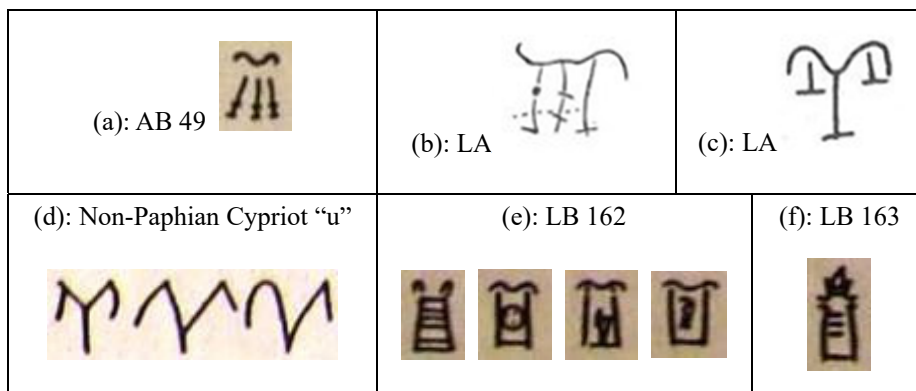 (a): AB 49
(b): LA
(c): LA
(d): Non-Paphian Cypriot “u”
(e): LB 162
(f): LB 163